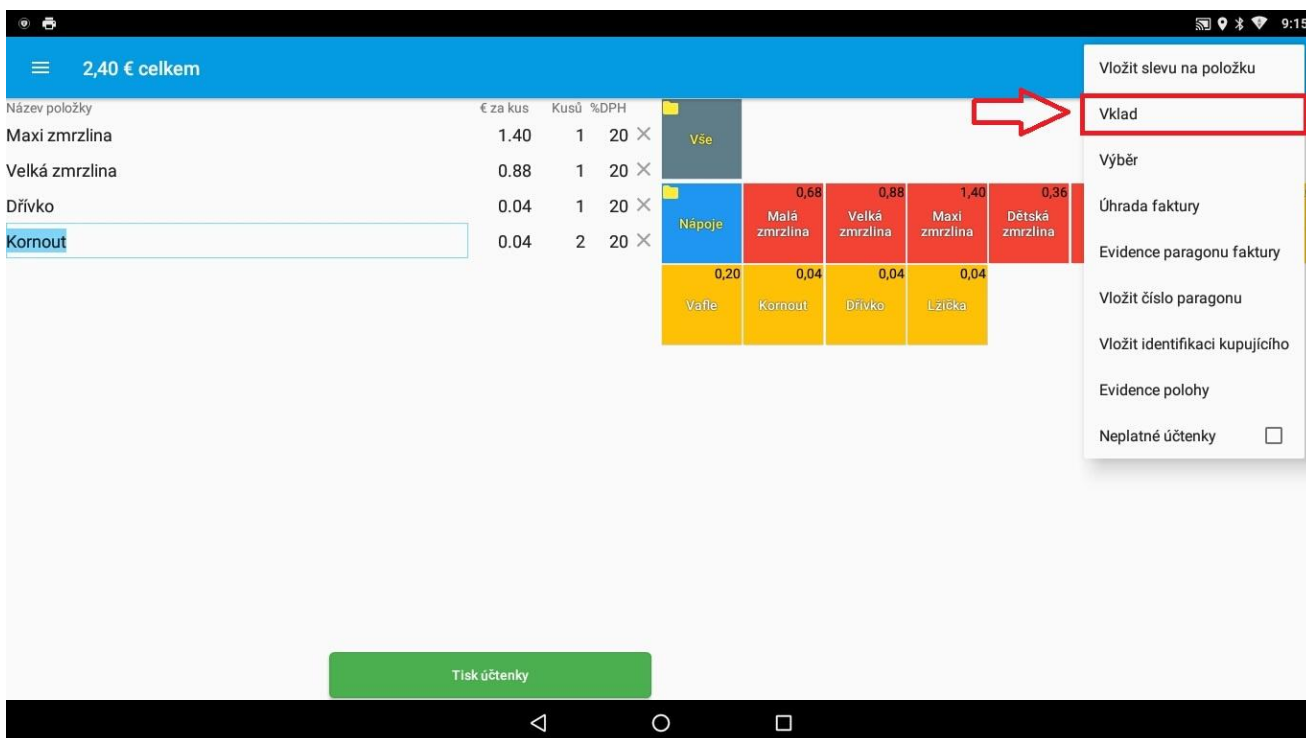 9:15
2,40 € celkem
Název položky € za kus Kusů %DPH
Maxi zmrzlina 1.40 1 20
Velká zmrzlina 0.88 1 20
Dřívko 0.04 1 20
Kornout 0.04 2 20
Vše
Nápoje
0,68
Malá
zmrzlina
0,88
Velká
zmrzlina
1,40
Maxi
zmrzlina
0,36
Dětská
zmrzlina
0,20
Vafle
0,04
Kornout
0,04
Dřívko
0,04
Lžička
Vložit slevu na položku
Vklad
Výběr
Úhrada faktury
Evidence paragonu faktury
Vložit číslo paragonu
Vložit identifikaci kupujícího
Evidence polohy
Neplatné účtenky
Tisk účtenky